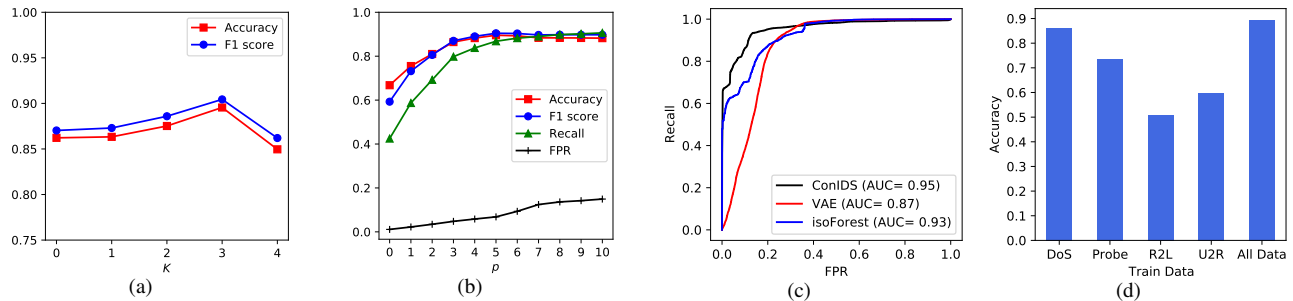 1.00
0.95
0.90
0.85
0.80
0.75
0
1
2
3
4
K
Accuracy
F1 score
(a)
1.0
0.8
0.6
0.4
0.2
0.0
0 1 2 3 4 5 6 7 8 9 10
p
Accuracy
F1 score
Recall
FPR
(b)
Recall
1.0
0.8
0.6
0.4
0.2
0.0
0.0 0.2 0.4 0.6 0.8 1.0
FPR
ConIDS (AUC= 0.95)
VAE (AUC= 0.87)
isoForest (AUC= 0.93)
(c)
Accuracy
0.9
0.8
0.7
0.6
0.5
0.4
0.3
0.2
0.1
0.0
DoS Probe R2L U2R All Data
Train Data
(d)